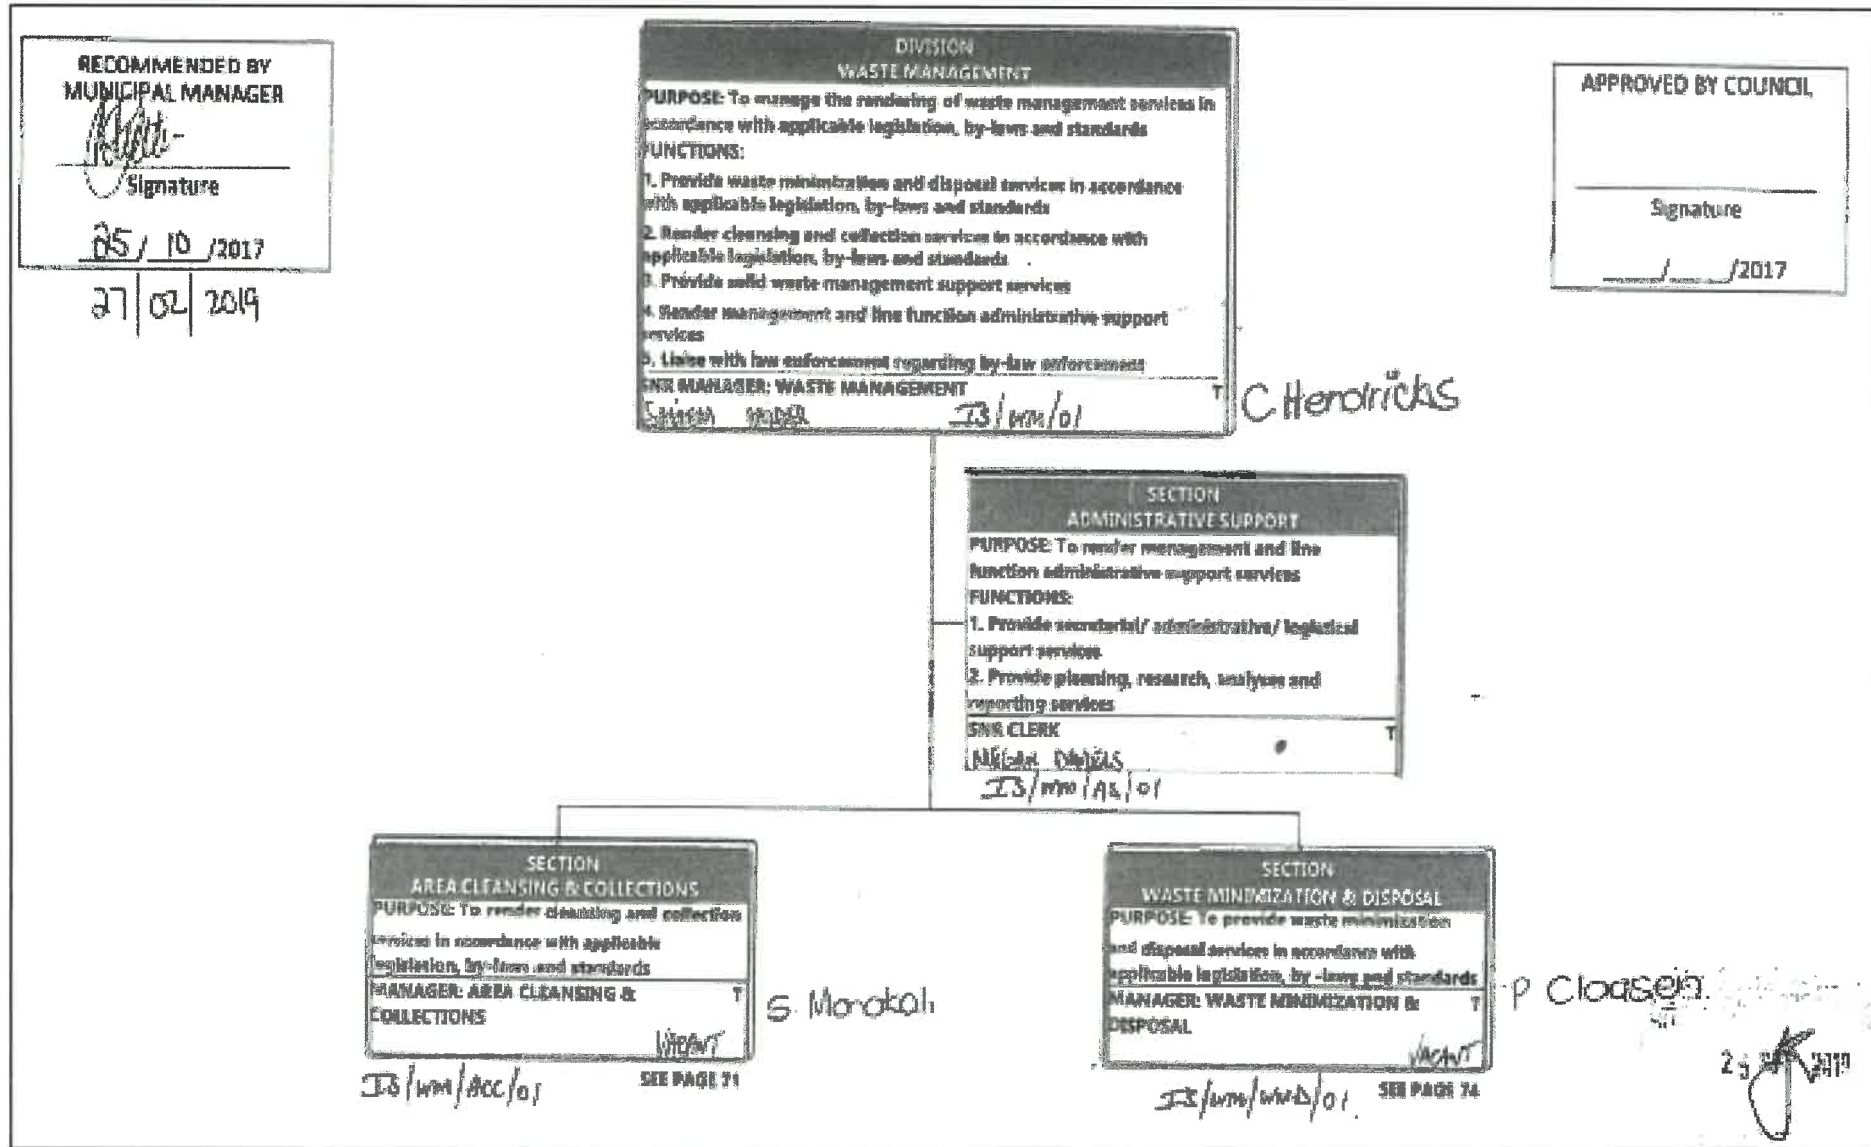 RECOMMENDED BY
MUNICIPAL MANAGER
Signature
25/ 10 /2017
27|02|2019
DIVISION
WASTE MANAGEMENT
PURPOSE: To manage the rendering of waste management services in
accordance with applicable legislation, by-laws and standards
FUNCTIONS:
1. Provide waste minimization and disposal services in accordance
with applicable legislation, by-laws and standards
2. Render cleansing and collection services in accordance with
applicable legislation, by-laws and standards
3. Provide solid waste management support services
4. Render management and line function administrative support
services
5. Liaise with law enforcement regarding by-law enforcement
SNR MANAGER: WASTE MANAGEMENT T
IS/WM/01
C Hendricks
APPROVED BY COUNCIL
Signature
____/____/2017
SECTION
ADMINISTRATIVE SUPPORT
PURPOSE: To render management and line
function administrative support services
FUNCTIONS:
1. Provide secretarial/ administrative/ logistical
support services
2. Provide planning, research, analyses and
reporting services
SNR CLERK T
DANIELS
IS/WM/AS/01
SECTION
AREA CLEANSING & COLLECTIONS
PURPOSE: To render cleansing and collection
services in accordance with applicable
legislation, by-laws and standards
MANAGER: AREA CLEANSING & T
COLLECTIONS
VACANT
IS/WM/ACC/01
SEE PAGE 71
S. Morokoli
SECTION
WASTE MINIMIZATION & DISPOSAL
PURPOSE: To provide waste minimization
and disposal services in accordance with
applicable legislation, by -laws and standards
MANAGER: WASTE MINIMIZATION & T
DISPOSAL
VACANT
IS/WM/WMD/01
SEE PAGE 74
P Cloasen
2019